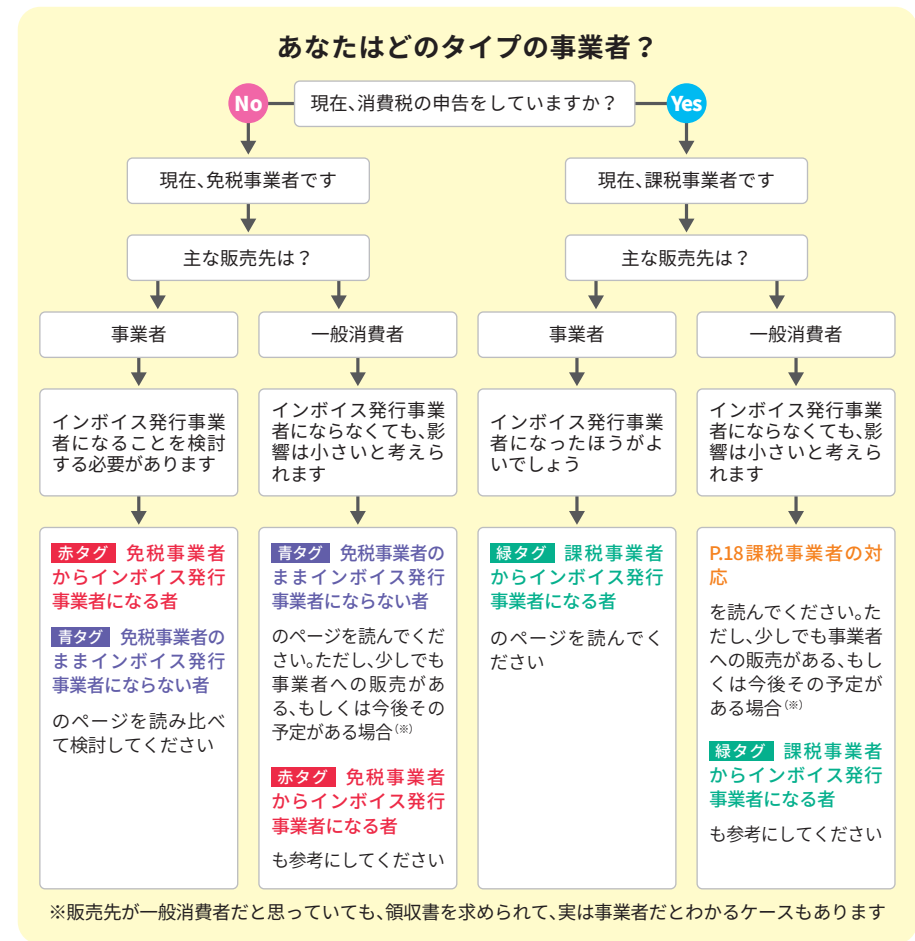 あなたはどのタイプの事業者？
No
現在、消費税の申告をしていますか？
Yes
現在、免税事業者です
現在、課税事業者です
主な販売先は？
主な販売先は？
事業者
一般消費者
事業者
一般消費者
インボイス発行事業
者になることを検討
する必要があります
インボイス発行事業
者にならなくても、影
響は小さいと考えら
れます
インボイス発行事業
者になったほうがよ
いでしょう
インボイス発行事業
者にならなくても、影
響は小さいと考えら
れます
赤タグ 免税事業者
からインボイス発行
事業者になる者
青タグ 免税事業者の
ままインボイス発行
事業者にならない者
のページを読み比べ
て検討してください
青タグ 免税事業者の
ままインボイス発行
事業者にならない者
のページを読んでくだ
さい。ただし、少しでも
事業者への販売があ
る、もしくは今後その
予定がある場合(※)
赤タグ 免税事業者
からインボイス発行
事業者になる者
も参考にしてください
緑タグ 課税事業者
からインボイス発行
事業者になる者
のページを読んでく
ださい
P.18課税事業者の対
応
を読んでください。た
だし、少しでも事業者
への販売がある、もし
くは今後その予定が
ある場合(※)
緑タグ 課税事業者
からインボイス発行
事業者になる者
も参考にしてください
※販売先が一般消費者だと思っていても、領収書を求められて、実は事業者だとわかるケースもあります